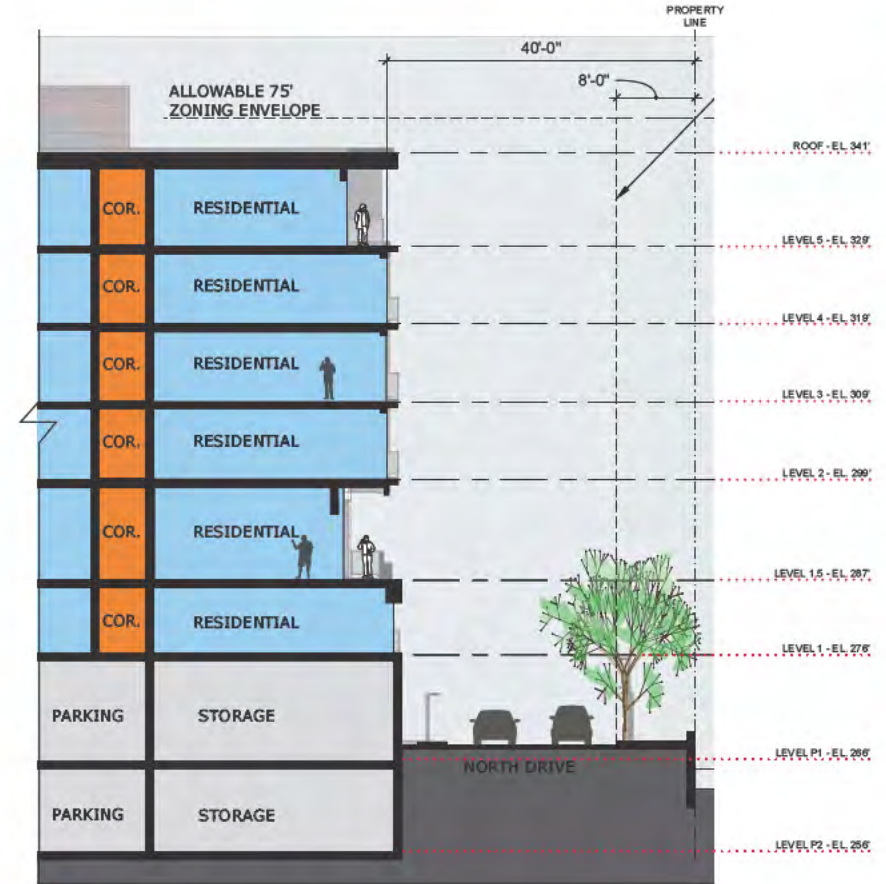 PROPERTY
LINE
40'-0"
8'-0"
ALLOWABLE 75'
ZONING ENVELOPE
ROOF - EL. 341'
COR.
RESIDENTIAL
LEVEL 5 - EL. 329'
COR.
RESIDENTIAL
LEVEL 4 - EL. 319'
COR.
RESIDENTIAL
LEVEL 3 - EL. 309'
COR.
RESIDENTIAL
LEVEL 2 - EL. 299'
COR.
RESIDENTIAL
LEVEL 1.5 - EL. 287'
COR.
RESIDENTIAL
LEVEL 1 - EL. 276'
PARKING
STORAGE
LEVEL P1 - EL. 266'
NORTH DRIVE
PARKING
STORAGE
LEVEL P2 - EL. 256'